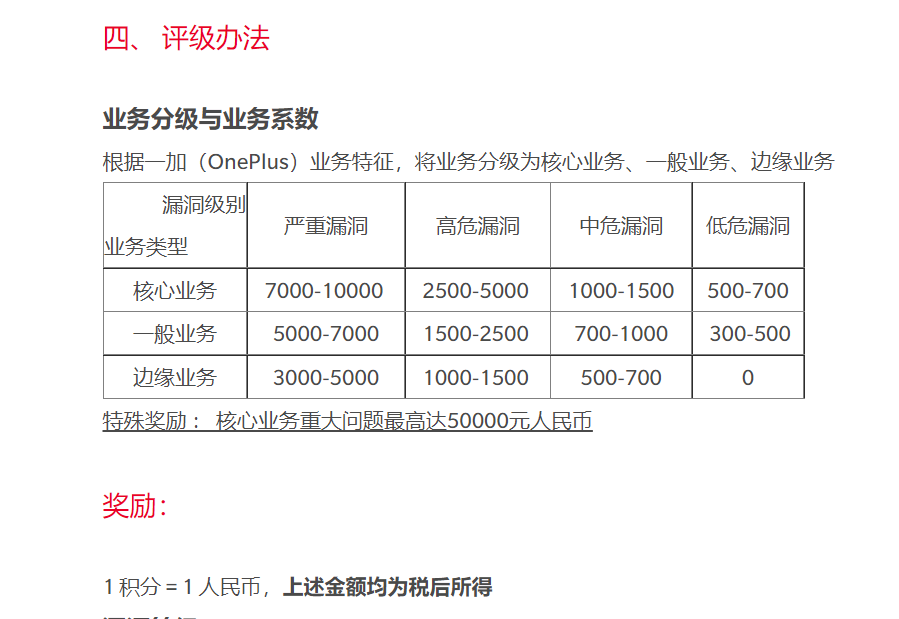 四、 评级办法
业务分级与业务系数
根据一加（OnePlus）业务特征，将业务分级为核心业务、一般业务、边缘业务
漏洞级别
业务类型 严重漏洞 高危漏洞 中危漏洞 低危漏洞
核心业务 7000-10000 2500-5000 1000-1500 500-700
一般业务 5000-7000 1500-2500 700-1000 300-500
边缘业务 3000-5000 1000-1500 500-700 0
特殊奖励： 核心业务重大问题最高达50000元人民币
奖励：
1 积分 = 1 人民币，上述金额均为税后所得